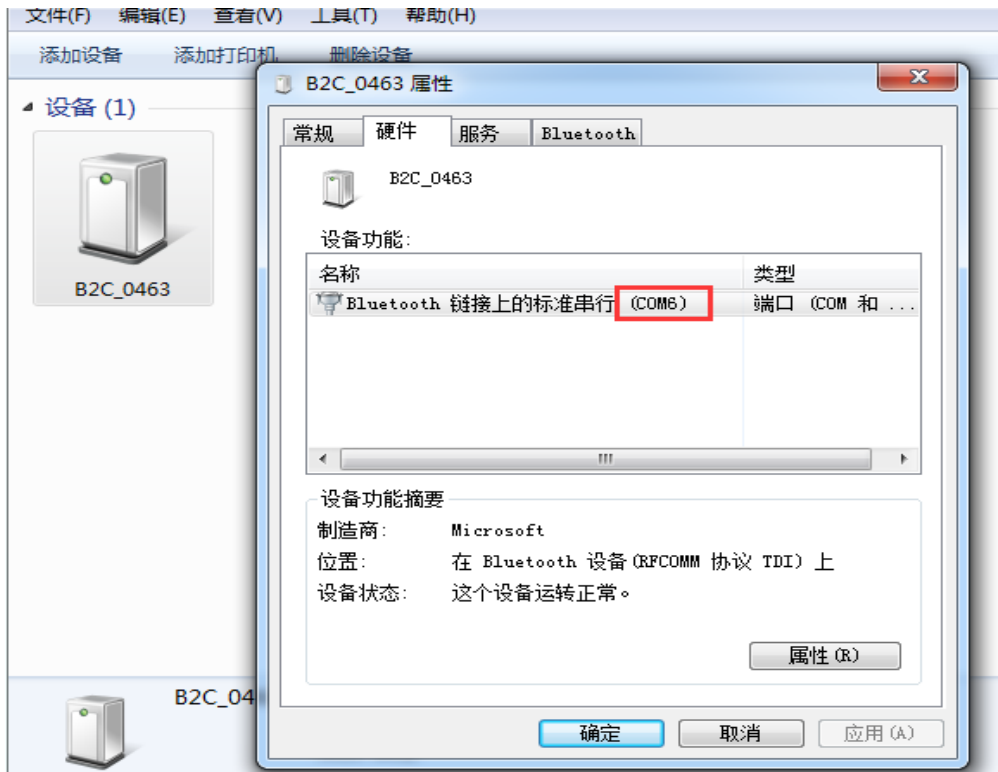 文件(F) 编辑(E) 查看(V) 工具(T) 帮助(H)
添加设备 添加打印机 删除设备
B2C_0463 属性
设备 (1)
常规 硬件 服务 Bluetooth
B2C_0463
B2C_0463
设备功能:
名称 类型
Bluetooth 链接上的标准串行 (COM6) 端口 (COM 和 ...
设备功能摘要
制造商: Microsoft
位置: 在 Bluetooth 设备(RFCOMM 协议 TDI) 上
设备状态: 这个设备运转正常。
属性(R)
B2C_04
确定 取消 应用(A)